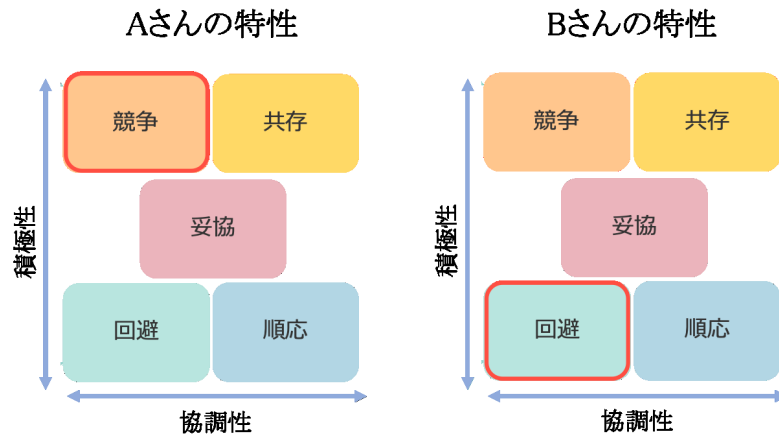 Aさんの特性
競争
共存
妥協
回避
順応
積極性
協調性
Bさんの特性
競争
共存
妥協
回避
順応
積極性
協調性